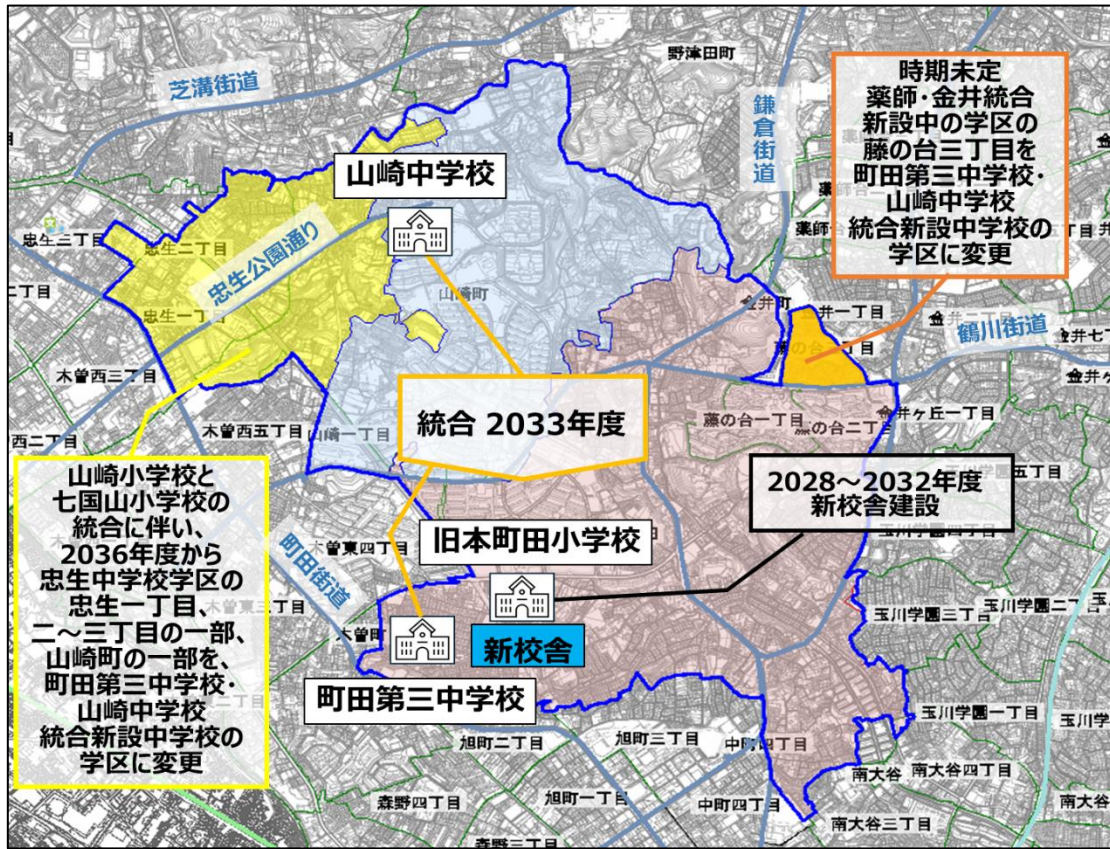 野津田町
芝溝街道
鎌倉街道
時期未定
薬師・金井統合
新設中の学区の
藤の台三丁目を
町田第三中学校・
山崎中学校
統合新設中学校の
学区に変更
山崎中学校
忠生三丁目
忠生二丁目
忠生公園通り
忠生一丁目
山崎町
金井町
鶴川街道
木曽西三丁目
木曽西五丁目
山崎一丁目
統合 2033年度
藤の台一丁目
藤の台二丁目
金井ヶ丘一丁目
2028~2032年度
新校舎建設
山崎小学校と
七国山小学校の
統合に伴い、
2036年度から
忠生中学校学区の
忠生一丁目、
二~三丁目の一部、
山崎町の一部を、
町田第三中学校・
山崎中学校
統合新設中学校の
学区に変更
旧本町田小学校
木曽東四丁目
町田街道
新校舎
町田第三中学校
玉川学園三丁目
玉川学園二丁目
玉川学園一丁目
旭町二丁目
旭町三丁目
中町四丁目
南大谷
南大谷四丁目
森野四丁目
旭町一丁目
中町四丁目
南大谷三丁目
南大谷